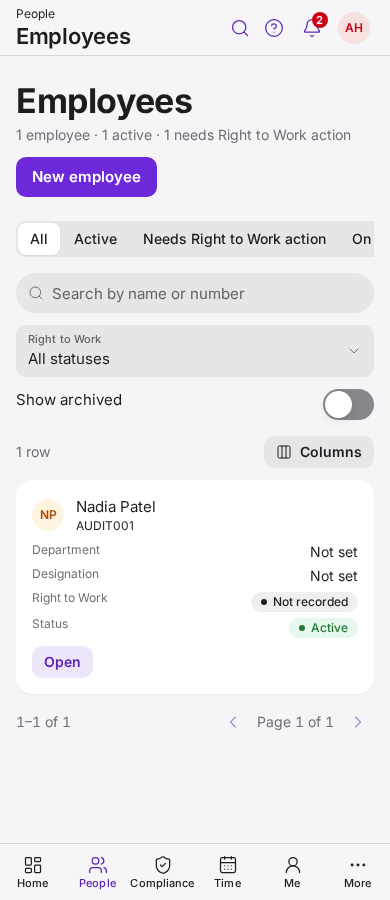 People
Employees
2
AH
Employees
1 employee · 1 active · 1 needs Right to Work action
New employee
All
Active
Needs Right to Work action
On
Search by name or number
Right to Work
All statuses
Show archived
1 row
Columns
NP
Nadia Patel
AUDIT001
Department
Not set
Designation
Not set
Right to Work
Not recorded
Status
Active
Open
1–1 of 1
Page 1 of 1
Home
People
Compliance
Time
Me
More